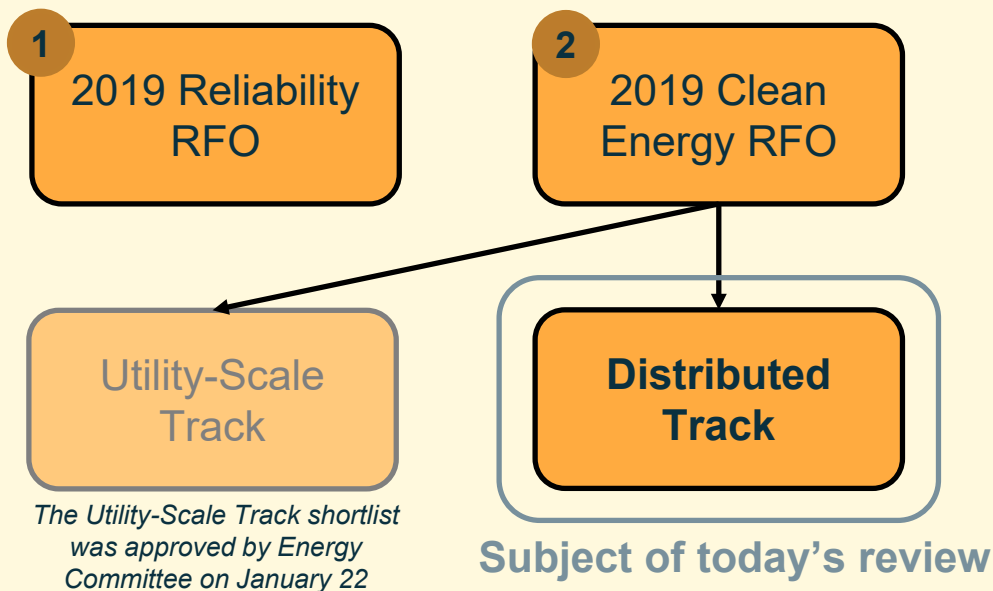 1
2019 Reliability
RFO
2
2019 Clean
Energy RFO
Utility-Scale
Track
Distributed
Track
The Utility-Scale Track shortlist
was approved by Energy
Committee on January 22
Subject of today's review